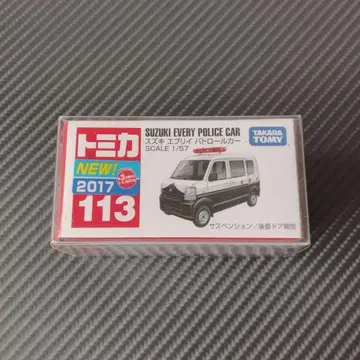 トミカ
NEW!
2017
113
SUZUKI EVERY POLICE CAR
スズキ エブリイ パトロールカー
SCALE 1/57
TAKARA
TOMY
サスペンション/後部ドア開閉